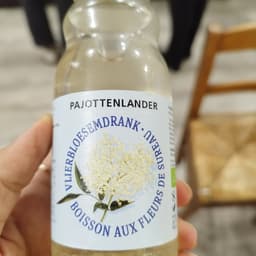 PAJOTTENLANDER
VLIERBLOESEMDRANK •
BOISSON AUX FLEURS DE SUREAU